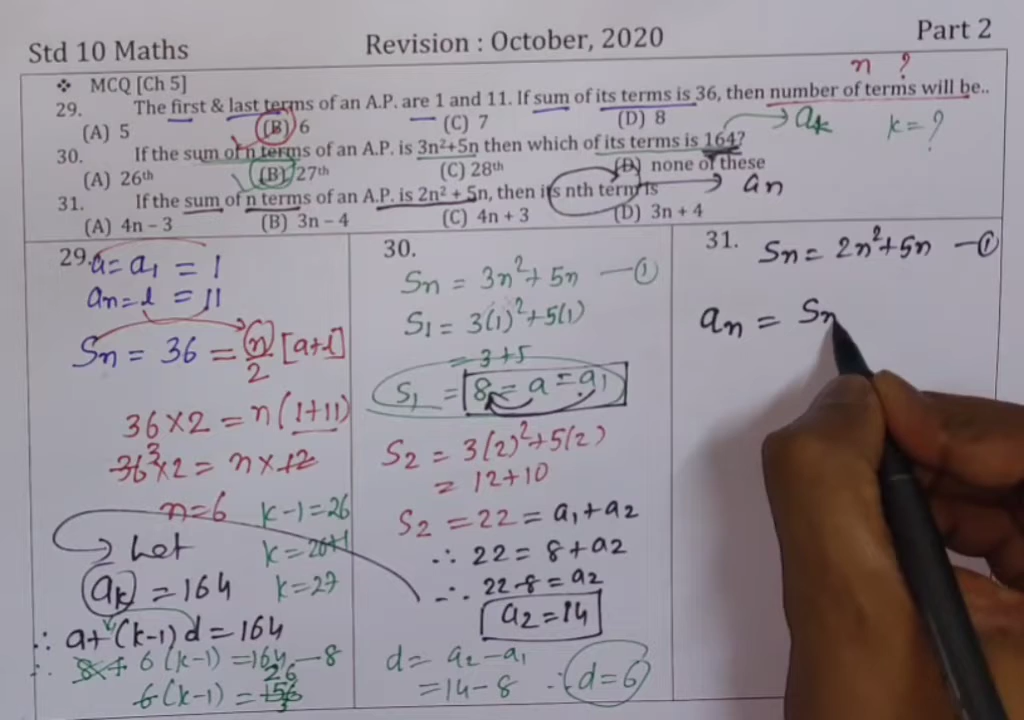 Std 10 Maths
Revision : October, 2020
Part 2
❖ MCQ [Ch 5]
n ?
29. The first & last terms of an A.P. are 1 and 11. If sum of its terms is 36, then number of terms will be..
(A) 5 (B) 6 (C) 7 (D) 8
ak k = ?
30. If the sum of n terms of an A.P. is 3n²+5n then which of its terms is 164?
(A) 26th (B) 27th (C) 28th (D) none of these
31. If the sum of n terms of an A.P. is 2n² + 5n, then its nth term is
an
(A) 4n – 3 (B) 3n – 4 (C) 4n + 3 (D) 3n + 4
29.
a = a1 = 1
an = l = 11
Sn = 36 = n/2 [a+l]
36×2 = n(1+11)
36 3 ×2 = n×12
n=6
30.
Sn = 3n²+5n —①
S1 = 3(1)²+5(1)
= 3+5
S1 = 8 = a = a1
S2 = 3(2)²+5(2)
= 12+10
S2 = 22 = a1+a2
∴ 22 = 8+a2
∴ 22-8 = a2
a2 = 14
d = a2 – a1
= 14 – 8 ∴ d=6
Let
ak = 164
∴ a+(k-1)d = 164
∴ 8+ 6(k-1) = 164 – 8
6(k-1) = 156 26
k-1 = 26
k = 26+1
k = 27
31.
Sn = 2n²+5n —①
an = Sn